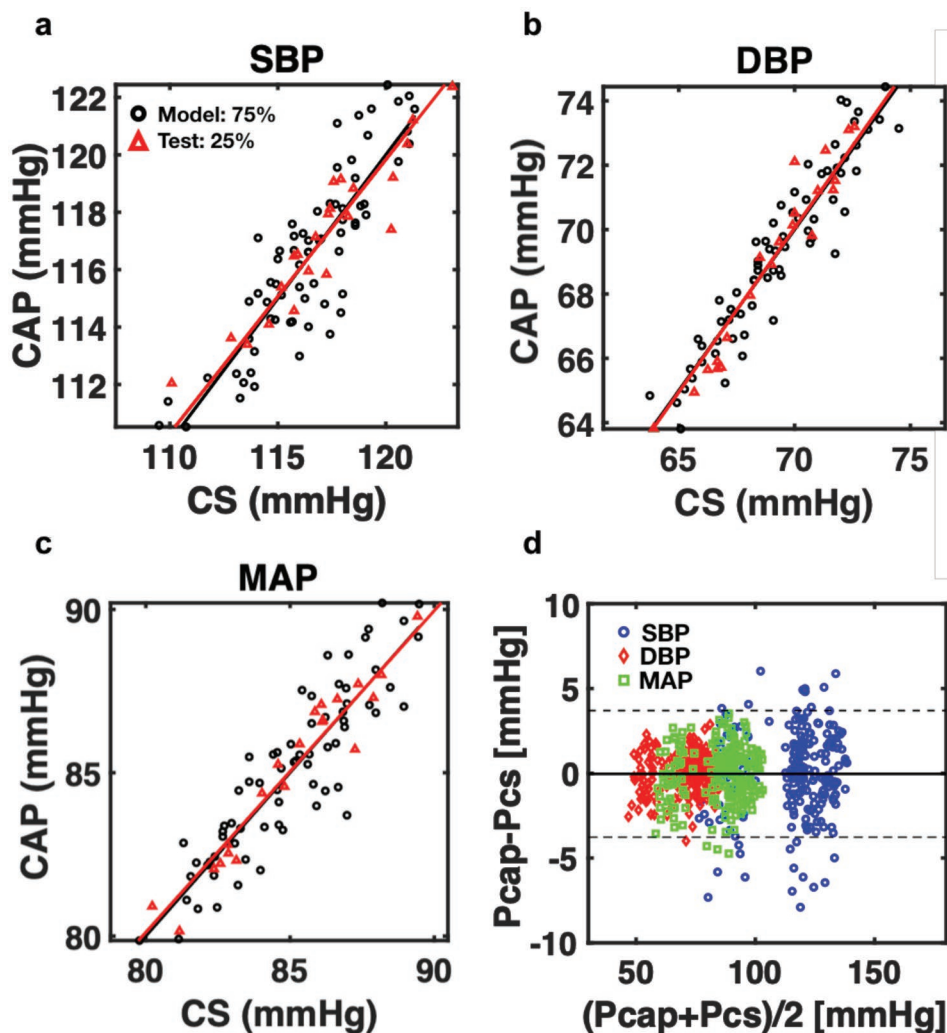 a
SBP
122
120
118
116
114
112
CAP (mmHg)
Model: 75%
Test: 25%
110
115
120
CS (mmHg)
b
DBP
74
72
70
68
66
64
CAP (mmHg)
65
70
75
CS (mmHg)
c
MAP
90
85
80
CAP (mmHg)
80
85
90
CS (mmHg)
d
10
5
0
-5
-10
Pcap-Pcs [mmHg]
SBP
DBP
MAP
50
100
150
(Pcap+Pcs)/2 [mmHg]